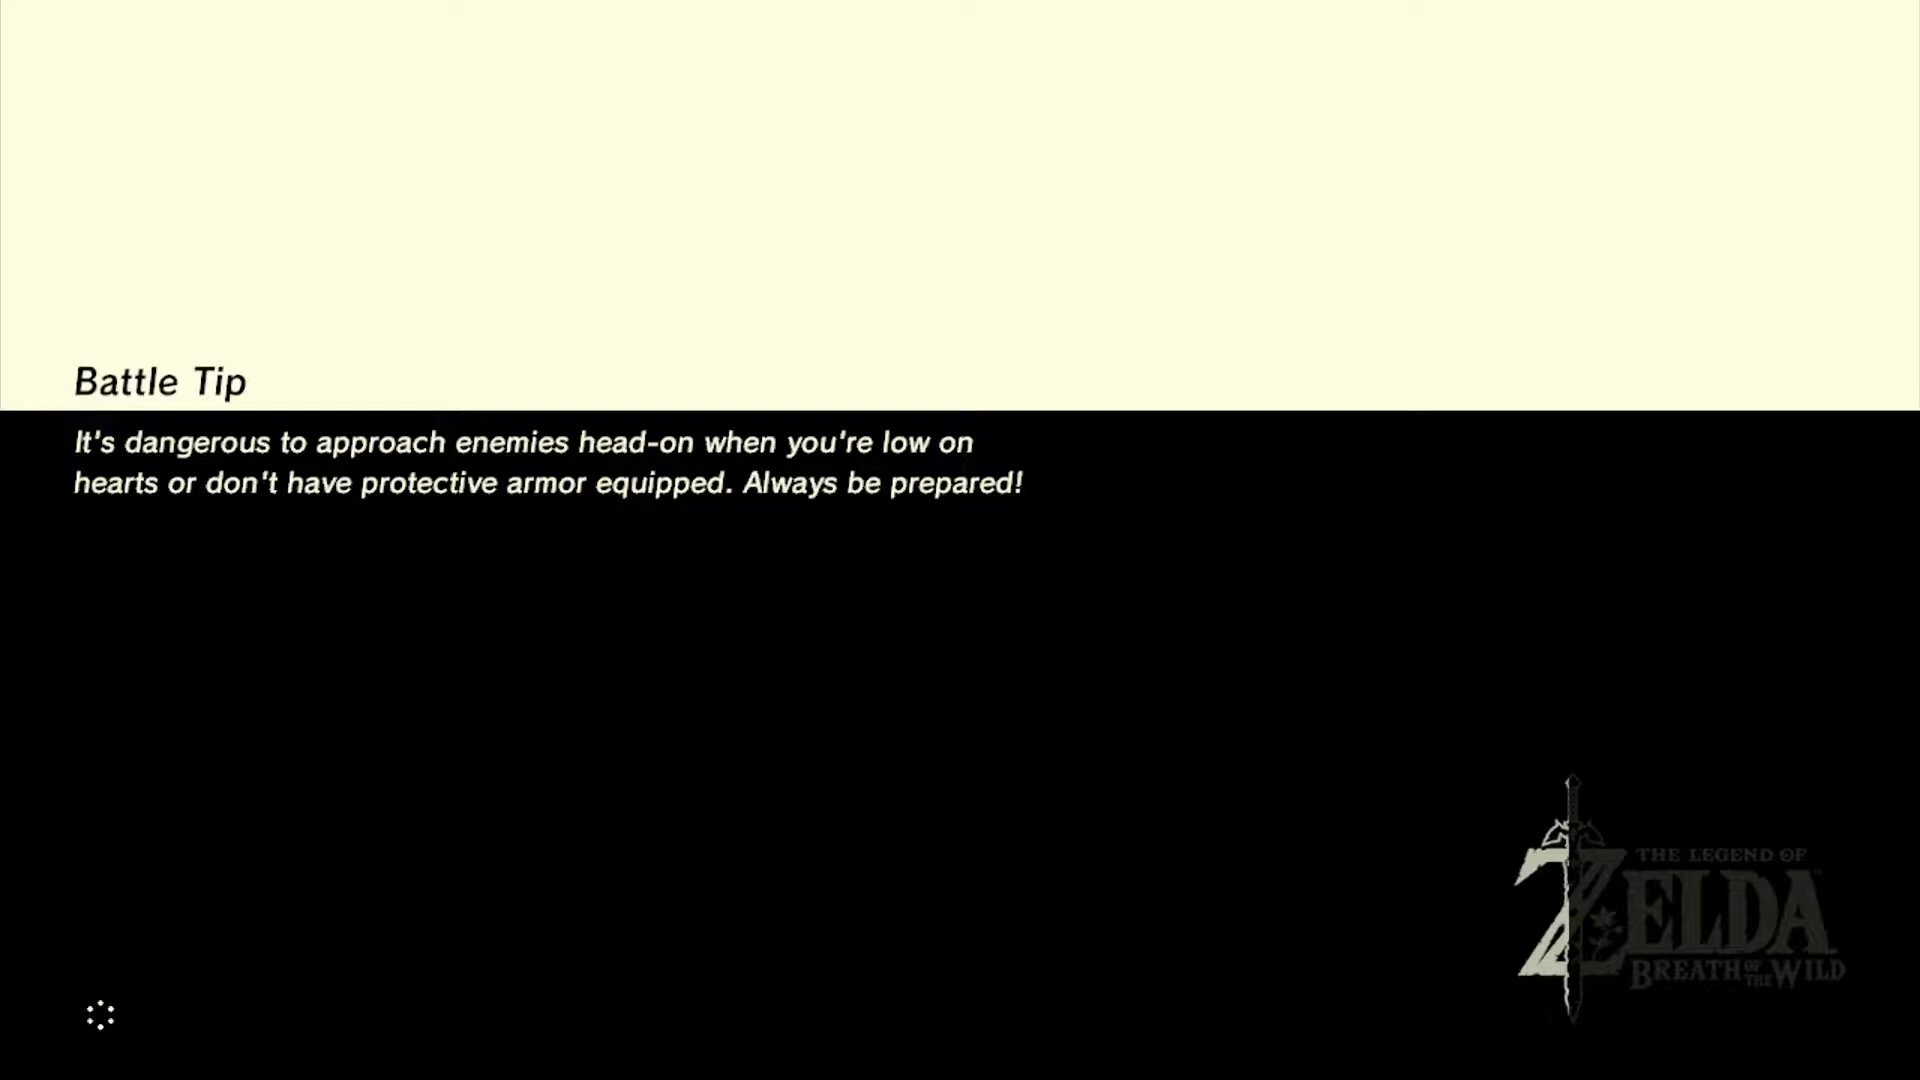 Battle Tip
It's dangerous to approach enemies head-on when you're low on
hearts or don't have protective armor equipped. Always be prepared!
THE LEGEND OF
ZELDA
BREATH OF THE WILD